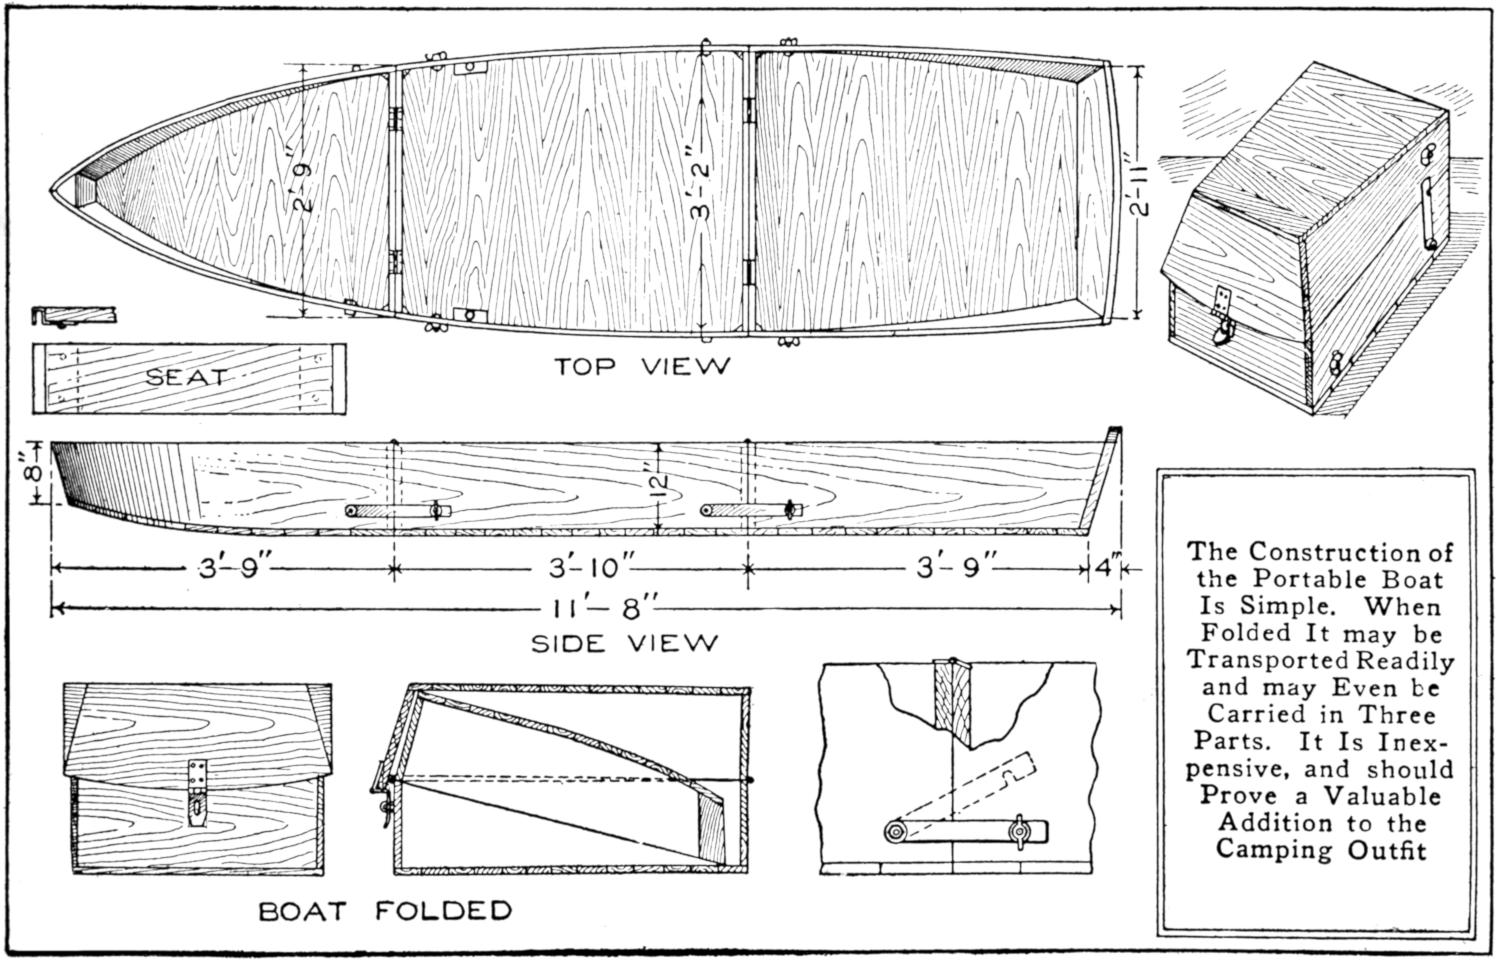 2'-9"
3'-2"
2'-11"
TOP VIEW
SEAT
8"
12"
3'-9"
3'-10"
3'-9"
4"
11'-8"
SIDE VIEW
BOAT FOLDED
The Construction of
the Portable Boat
Is Simple. When
Folded It may be
Transported Readily
and may Even be
Carried in Three
Parts. It Is Inex-
pensive, and should
Prove a Valuable
Addition to the
Camping Outfit